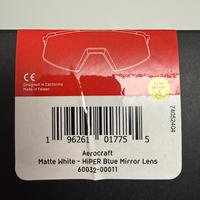 CE
Designed in California
Made in Taiwan
74052404
1 96261 01775 5
Aerocraft
Matte White - HiPER Blue Mirror Lens
60032-00011